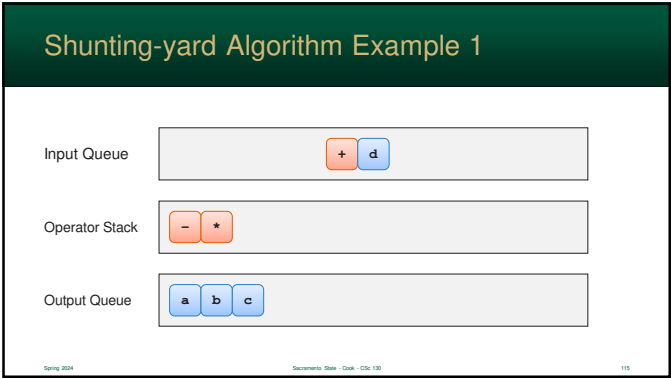 Shunting-yard Algorithm Example 1
Input Queue
+ d
Operator Stack
- *
Output Queue
a b c
Spring 2024 Sacramento State - Cook - CSc 130 115